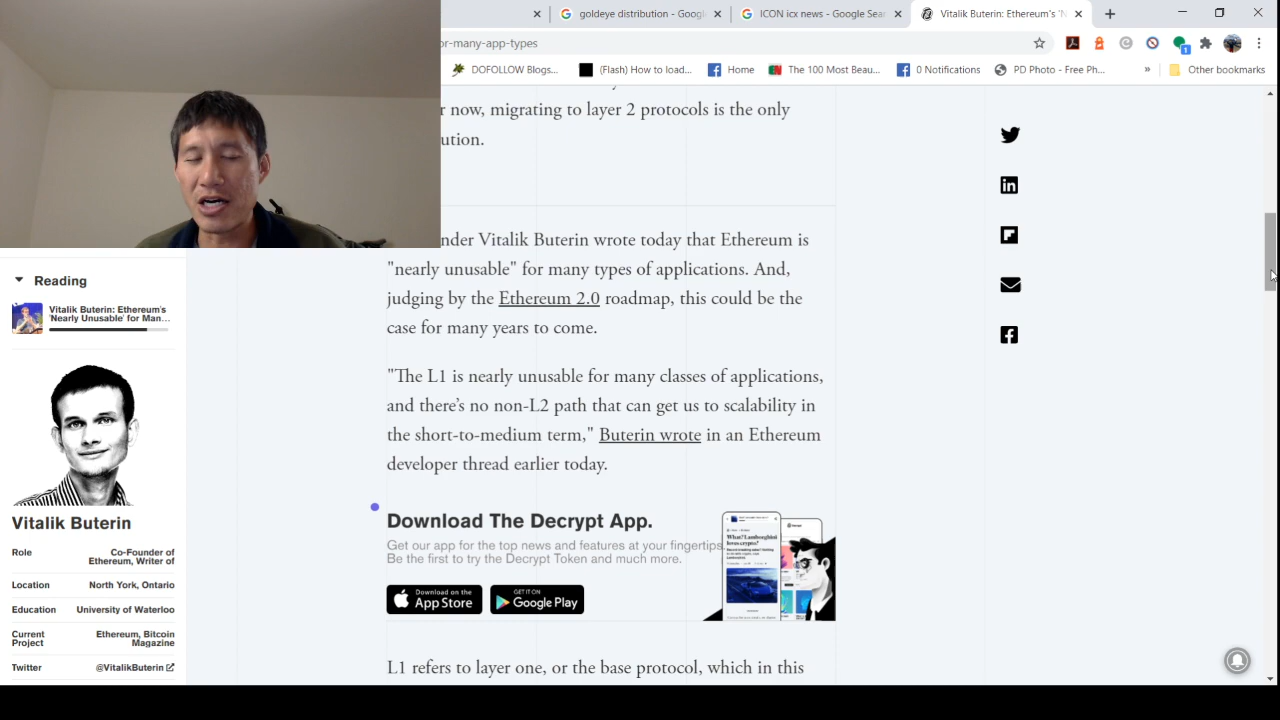 goldeye distribution - Googl
ICON icx news - Google Sear
Vitalik Buterin: Ethereum's 'N
or-many-app-types
1
DOFOLLOW Blogs...
(Flash) How to load...
Home
The 100 Most Beau...
0 Notifications
PD Photo - Free Ph...
»
Other bookmarks
now, migrating to layer 2 protocols is the only
ution.
nder Vitalik Buterin wrote today that Ethereum is
"nearly unusable" for many types of applications. And,
judging by the Ethereum 2.0 roadmap, this could be the
case for many years to come.
"The L1 is nearly unusable for many classes of applications,
and there's no non-L2 path that can get us to scalability in
the short-to-medium term," Buterin wrote in an Ethereum
developer thread earlier today.
Download The Decrypt App.
Get our app for the top news and features at your fingertips.
Be the first to try the Decrypt Token and much more.
Download on the
App Store
GET IT ON
Google Play
What? Lamborghini
loves crypto?
L1 refers to layer one, or the base protocol, which in this
Reading
Vitalik Buterin: Ethereum's
'Nearly Unusable' for Man...
Vitalik Buterin
Role Co-Founder of
Ethereum, Writer of
Location North York, Ontario
Education University of Waterloo
Current Ethereum, Bitcoin
Project Magazine
Twitter @VitalikButerin